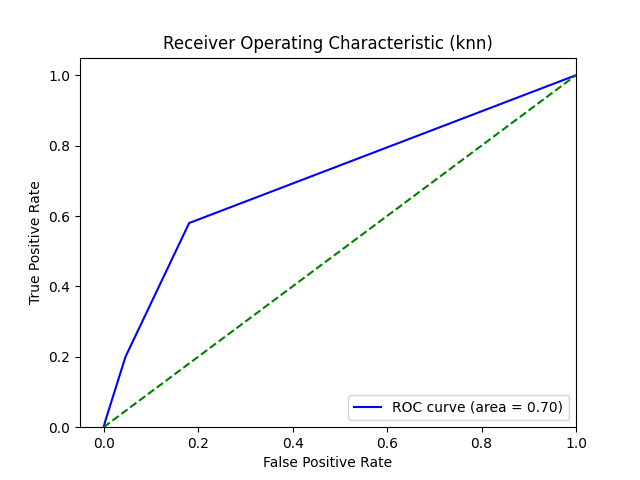 Receiver Operating Characteristic (knn)
True Positive Rate
1.0
0.8
0.6
0.4
0.2
0.0
ROC curve (area = 0.70)
0.0 0.2 0.4 0.6 0.8 1.0
False Positive Rate